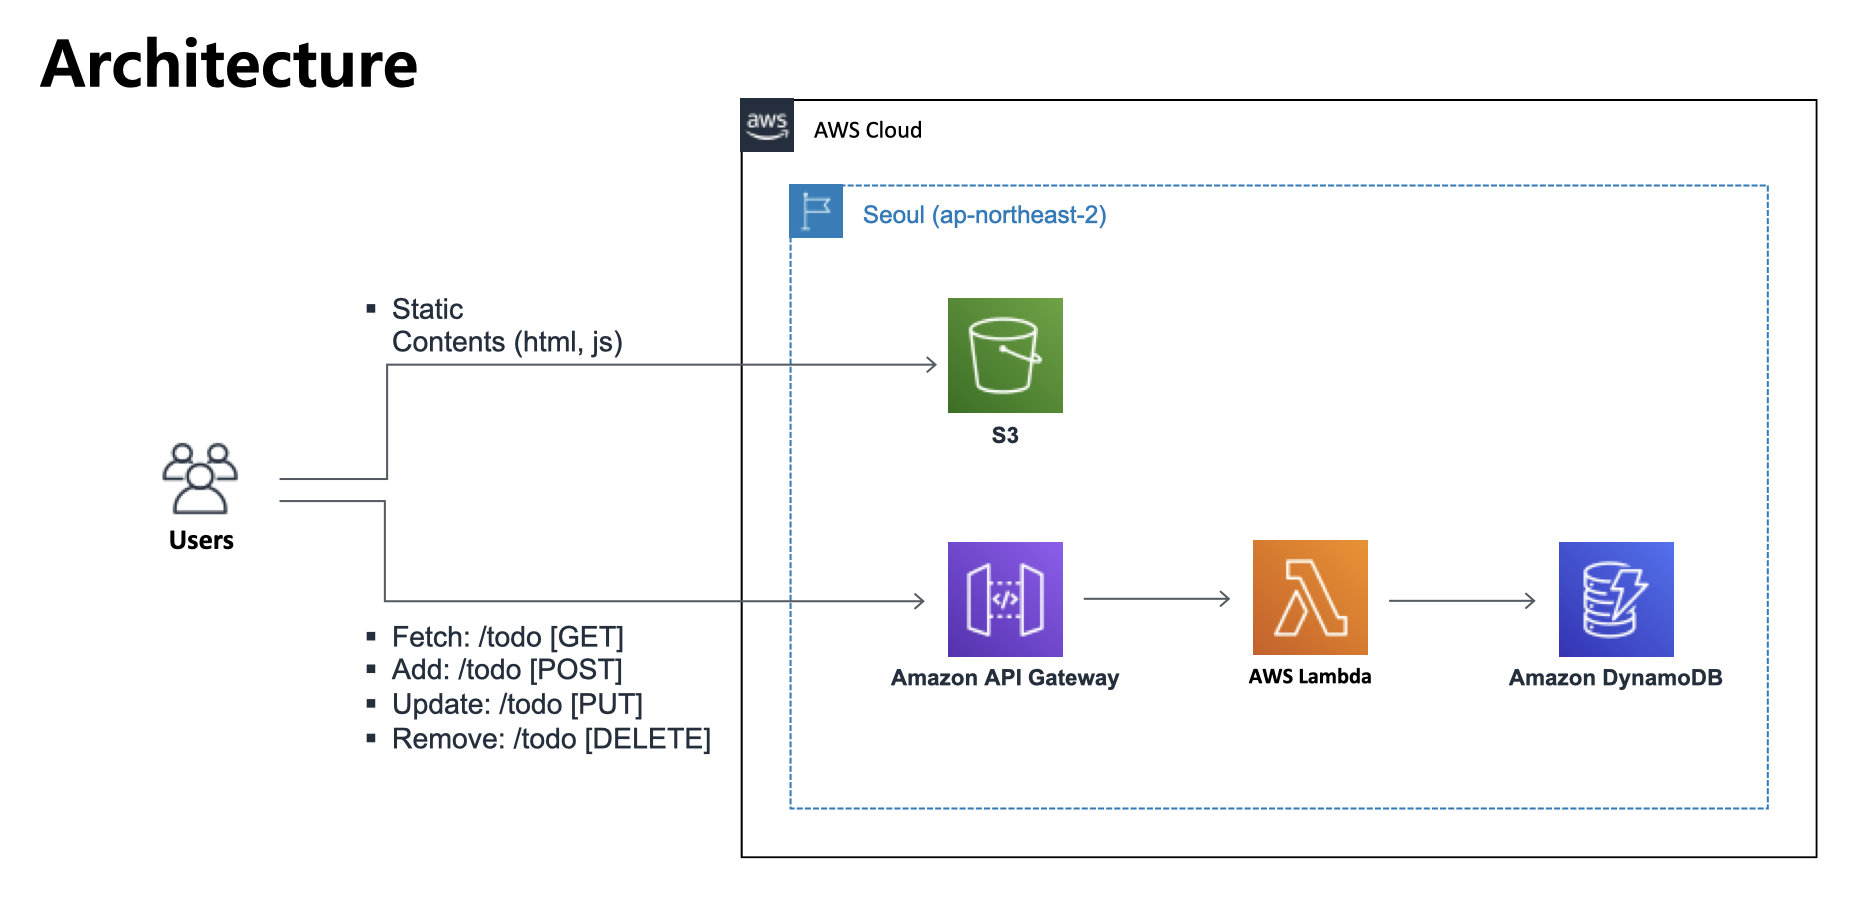 Architecture
aws
AWS Cloud
Seoul (ap-northeast-2)
▪ Static
Contents (html, js)
S3
Users
</>
▪ Fetch: /todo [GET]
▪ Add: /todo [POST]
▪ Update: /todo [PUT]
▪ Remove: /todo [DELETE]
Amazon API Gateway
AWS Lambda
Amazon DynamoDB